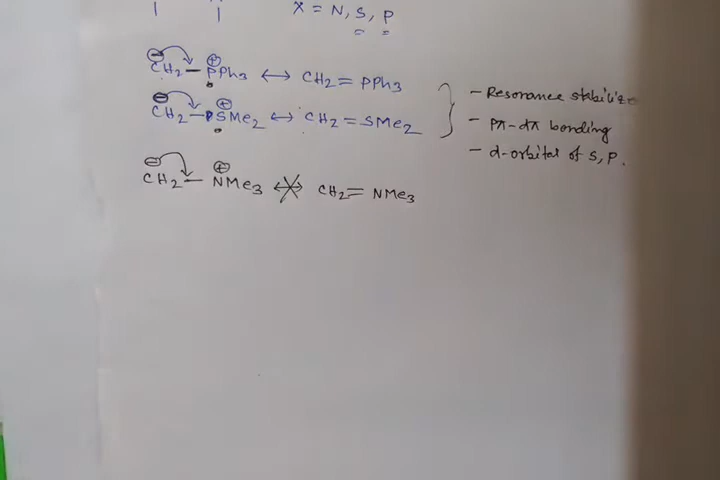 X = N, S, P
⊖CH2 — ⊕PPh3 ⟷ CH2 = PPh3
⊖CH2 — ⊕SMe2 ⟷ CH2 = SMe2
⊖CH2 — ⊕NMe3 ⟷ CH2 = NMe3
- Resonance stabilize
- pπ-dπ bonding
- d-orbital of S, P.